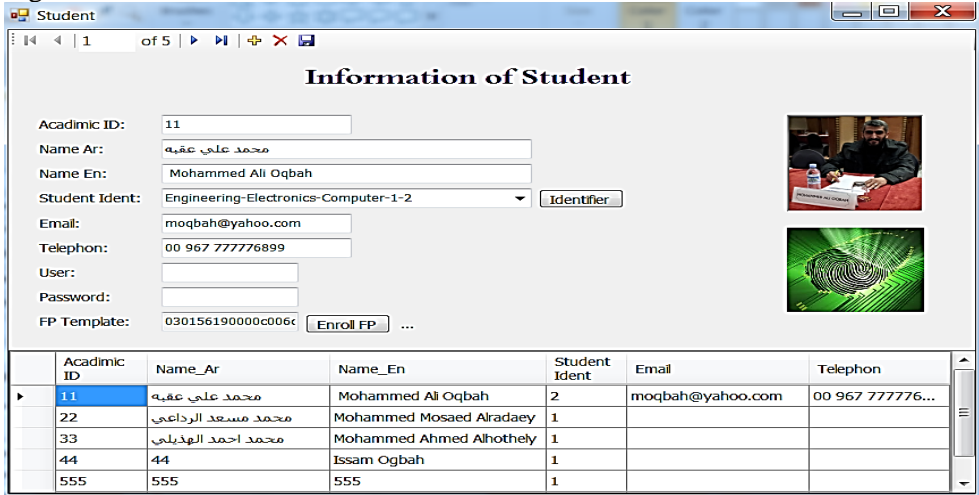 Student
1 of 5
Information of Student
Acadimic ID: 11
Name Ar: محمد علي عقبه
Name En: Mohammed Ali Oqbah
Student Ident: Engineering-Electronics-Computer-1-2 Identifier
Email: moqbah@yahoo.com
Telephon: 00 967 777776899
User:
Password:
FP Template: 030156190000c006c Enroll FP ...
MOHAMMED ALI OQBAH
Acadimic ID Name_Ar Name_En Student Ident Email Telephon
11 محمد علي عقبه Mohammed Ali Oqbah 2 moqbah@yahoo.com 00 967 777776...
22 محمد مسعد الرداعي Mohammed Mosaed Alradaey 1
33 محمد احمد الهذيلي Mohammed Ahmed Alhothely 1
44 44 Issam Ogbah 1
555 555 555 1